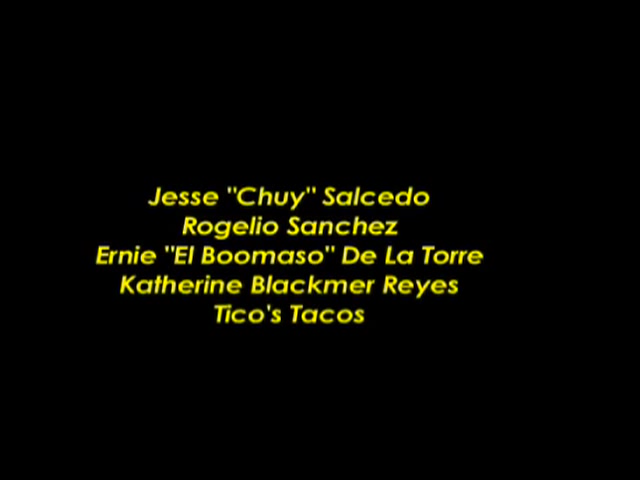 Jesse "Chuy" Salcedo
Rogelio Sanchez
Ernie "El Boomaso" De La Torre
Katherine Blackmer Reyes
Tico's Tacos